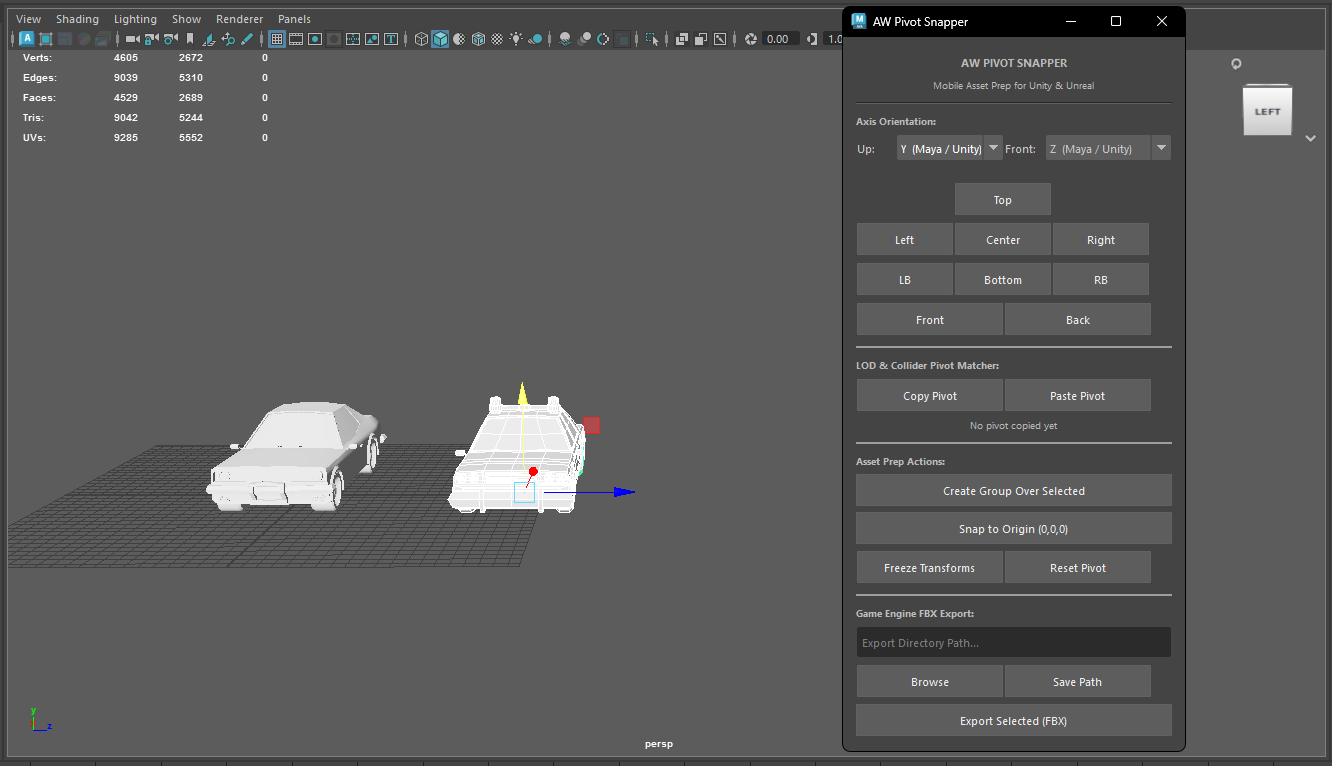 View Shading Lighting Show Renderer Panels
AW Pivot Snapper
0.00 1.0
Verts: 4605 2672 0
Edges: 9039 5310 0
Faces: 4529 2689 0
Tris: 9042 5244 0
UVs: 9285 5552 0
LEFT
y
z
persp
AW PIVOT SNAPPER
Mobile Asset Prep for Unity & Unreal
Axis Orientation:
Up: Y (Maya / Unity) Front: Z (Maya / Unity)
Top
Left Center Right
LB Bottom RB
Front Back
LOD & Collider Pivot Matcher:
Copy Pivot Paste Pivot
No pivot copied yet
Asset Prep Actions:
Create Group Over Selected
Snap to Origin (0,0,0)
Freeze Transforms Reset Pivot
Game Engine FBX Export:
Export Directory Path...
Browse Save Path
Export Selected (FBX)